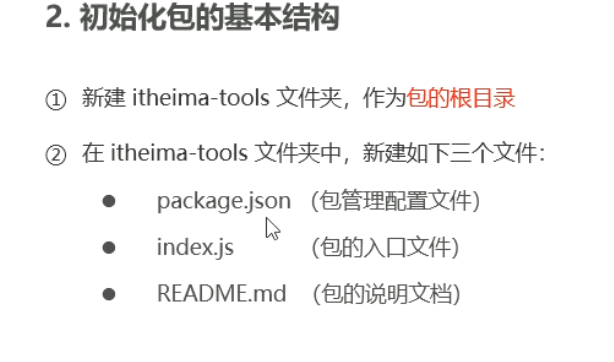 2. 初始化包的基本结构
① 新建 itheima-tools 文件夹，作为包的根目录
② 在 itheima-tools 文件夹中，新建如下三个文件：
● package.json (包管理配置文件)
● index.js (包的入口文件)
● README.md (包的说明文档)